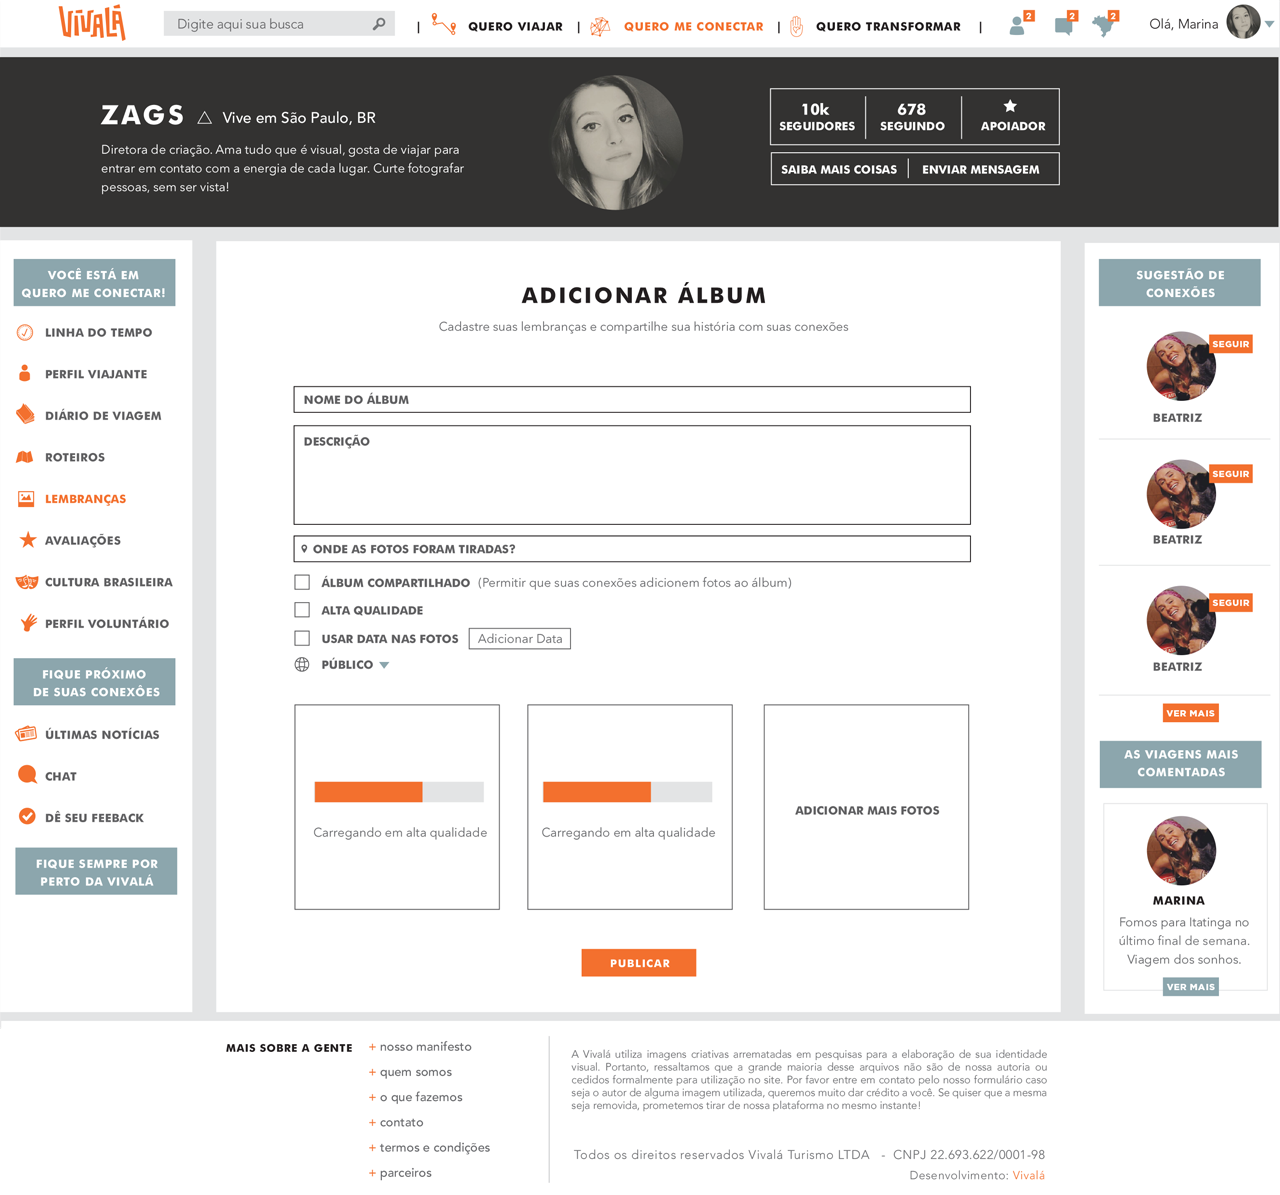 VIVALÁ
Digite aqui sua busca
| QUERO VIAJAR | QUERO ME CONECTAR | QUERO TRANSFORMAR |
2 2 2
Olá, Marina
ZAGS Vive em São Paulo, BR
Diretora de criação. Ama tudo que é visual, gosta de viajar para
entrar em contato com a energia de cada lugar. Curte fotografar
pessoas, sem ser vista!
10k 678
SEGUIDORES SEGUINDO APOIADOR
SAIBA MAIS COISAS ENVIAR MENSAGEM
VOCÊ ESTÁ EM
QUERO ME CONECTAR!
LINHA DO TEMPO
PERFIL VIAJANTE
DIÁRIO DE VIAGEM
ROTEIROS
LEMBRANÇAS
AVALIAÇÕES
CULTURA BRASILEIRA
PERFIL VOLUNTÁRIO
FIQUE PRÓXIMO
DE SUAS CONEXÕES
ÚLTIMAS NOTÍCIAS
CHAT
DÊ SEU FEEBACK
FIQUE SEMPRE POR
PERTO DA VIVALÁ
ADICIONAR ÁLBUM
Cadastre suas lembranças e compartilhe sua história com suas conexões
NOME DO ÁLBUM
DESCRIÇÃO
ONDE AS FOTOS FORAM TIRADAS?
ÁLBUM COMPARTILHADO (Permitir que suas conexões adicionem fotos ao álbum)
ALTA QUALIDADE
USAR DATA NAS FOTOS Adicionar Data
PÚBLICO
Carregando em alta qualidade
Carregando em alta qualidade
ADICIONAR MAIS FOTOS
PUBLICAR
SUGESTÃO DE
CONEXÕES
SEGUIR
BEATRIZ
SEGUIR
BEATRIZ
SEGUIR
BEATRIZ
VER MAIS
AS VIAGENS MAIS
COMENTADAS
MARINA
Fomos para Itatinga no
último final de semana.
Viagem dos sonhos.
VER MAIS
MAIS SOBRE A GENTE
+ nosso manifesto
+ quem somos
+ o que fazemos
+ contato
+ termos e condições
+ parceiros
A Vivalá utiliza imagens criativas arrematadas em pesquisas para a elaboração de sua identidade
visual. Portanto, ressaltamos que a grande maioria desse arquivos não são de nossa autoria ou
cedidos formalmente para utilização no site. Por favor entre em contato pelo nosso formulário caso
seja o autor de alguma imagem utilizada, queremos muito dar crédito a você. Se quiser que a mesma
seja removida, prometemos tirar de nossa plataforma no mesmo instante!
Todos os direitos reservados Vivalá Turismo LTDA - CNPJ 22.693.622/0001-98
Desenvolvimento: Vivalá